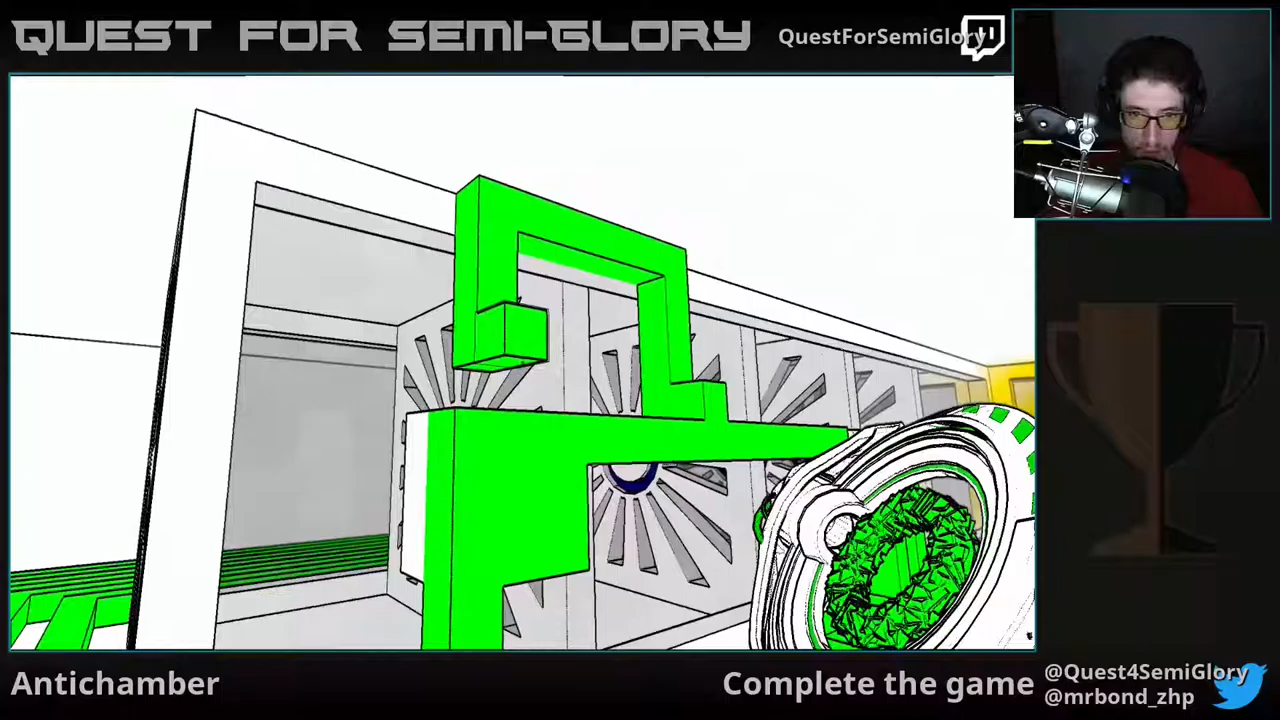 QUEST FOR SEMI-GLORY
QuestForSemiGlory
Antichamber
Complete the game
@Quest4SemiGlory
@mrbond_zhp